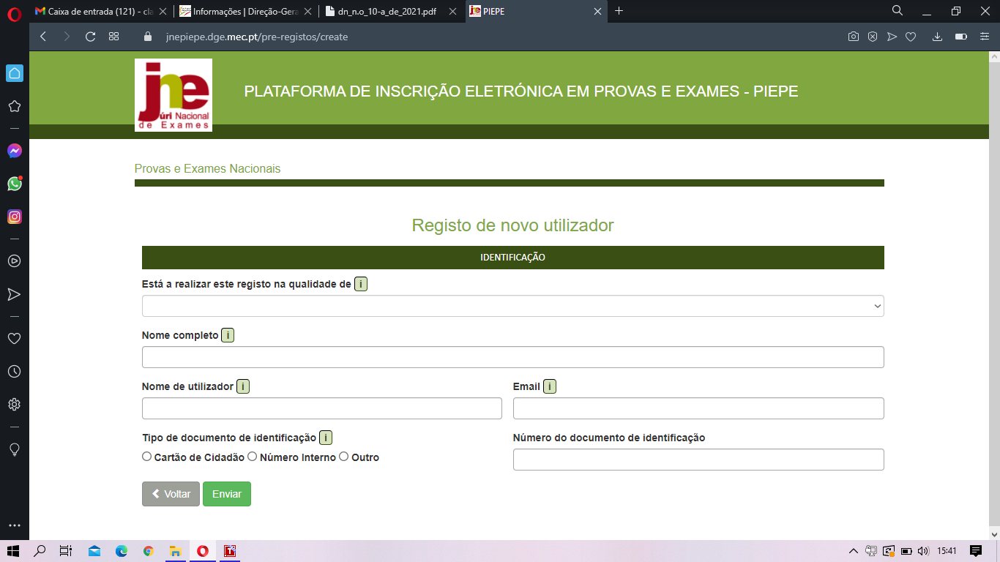 Caixa de entrada (121) - cla
Informações | Direção-Gera
dn_n.o_10-a_de_2021.pdf
PIEPE
jnepiepe.dge.mec.pt/pre-registos/create
jne
júri Nacional
de Exames
PLATAFORMA DE INSCRIÇÃO ELETRÓNICA EM PROVAS E EXAMES - PIEPE
Provas e Exames Nacionais
Registo de novo utilizador
IDENTIFICAÇÃO
Está a realizar este registo na qualidade de i
Nome completo i
Nome de utilizador i
Email i
Tipo de documento de identificação i
Número do documento de identificação
Cartão de Cidadão Número Interno Outro
Voltar Enviar
15:41